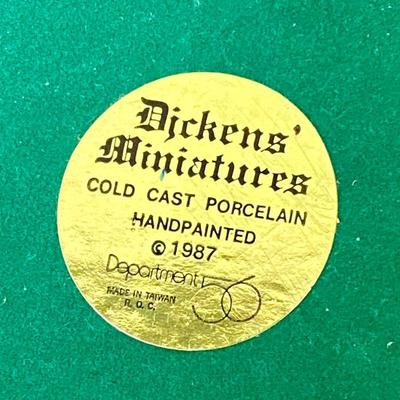 Dickens'
Miniatures
COLD CAST PORCELAIN
HANDPAINTED
© 1987
Department 56
MADE IN TAIWAN
R.O.C.